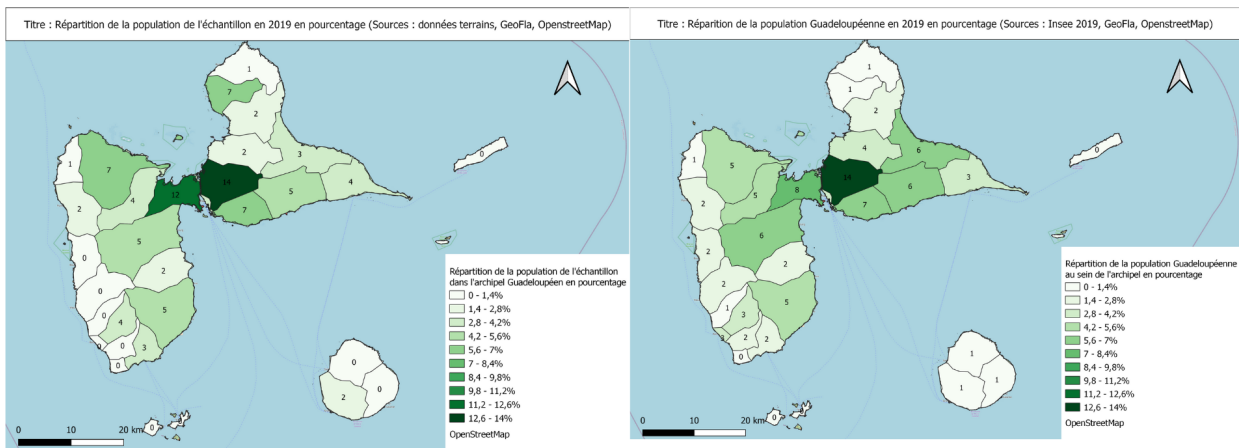 Titre : Répartition de la population de l'échantillon en 2019 en pourcentage (Sources : données terrains, GeoFla, OpenstreetMap)
1
7
2
2
3
14
5
4
7
0
1
7
4
12
2
5
0
2
0
0
5
4
0
0
3
0
0
0
2
0
0
Répartition de la population de l'échantillon
dans l'archipel Guadeloupéen en pourcentage
0 - 1,4%
1,4 - 2,8%
2,8 - 4,2%
4,2 - 5,6%
5,6 - 7%
7 - 8,4%
8,4 - 9,8%
9,8 - 11,2%
11,2 - 12,6%
12,6 - 14%
OpenStreetMap
0 10 20 km
Titre : Réparition de la population Guadeloupéenne en 2019 en pourcentage (Sources : Insee 2019, GeoFla, OpenstreetMap)
1
1
2
4
6
14
6
3
7
0
1
5
5
8
2
6
2
2
2
1
5
3
3
2
2
0
1
1
1
0
0
Répartition de la population Guadeloupéenne
au sein de l'archipel en pourcentage
0 - 1,4%
1,4 - 2,8%
2,8 - 4,2%
4,2 - 5,6%
5,6 - 7%
7 - 8,4%
8,4 - 9,8%
9,8 - 11,2%
11,2 - 12,6%
12,6 - 14%
OpenStreetMap
0 10 20 km